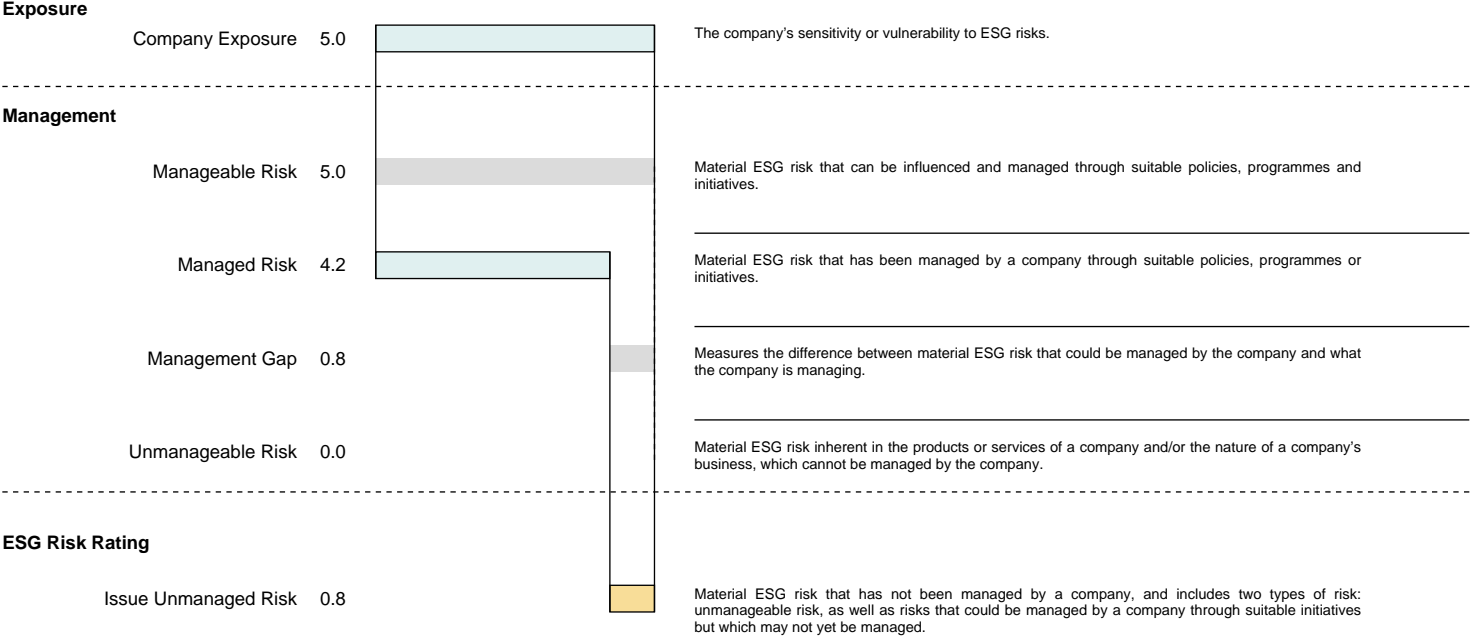 Exposure
Company Exposure 5.0
The company’s sensitivity or vulnerability to ESG risks.
Management
Manageable Risk 5.0
Material ESG risk that can be influenced and managed through suitable policies, programmes and
initiatives.
Managed Risk 4.2
Material ESG risk that has been managed by a company through suitable policies, programmes or
initiatives.
Management Gap 0.8
Measures the difference between material ESG risk that could be managed by the company and what
the company is managing.
Unmanageable Risk 0.0
Material ESG risk inherent in the products or services of a company and/or the nature of a company’s
business, which cannot be managed by the company.
ESG Risk Rating
Issue Unmanaged Risk 0.8
Material ESG risk that has not been managed by a company, and includes two types of risk:
unmanageable risk, as well as risks that could be managed by a company through suitable initiatives
but which may not yet be managed.